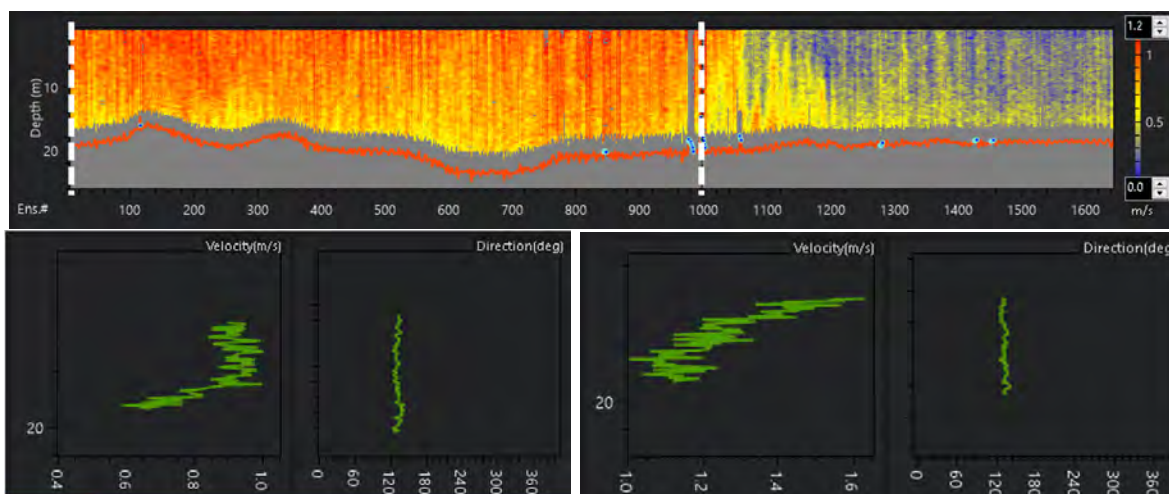 1.2
1
Depth (m)
10
0.5
20
0.0
Ens.# 100 200 300 400 500 600 700 800 900 1000 1100 1200 1300 1400 1500 1600 m/s
Velocity(m/s) Direction(deg)
20
0.4 0.6 0.8 1.0 0 60 120 180 240 300 360
Velocity(m/s) Direction(deg
20
1.0 1.2 1.4 1.6 0 60 120 240 300 360